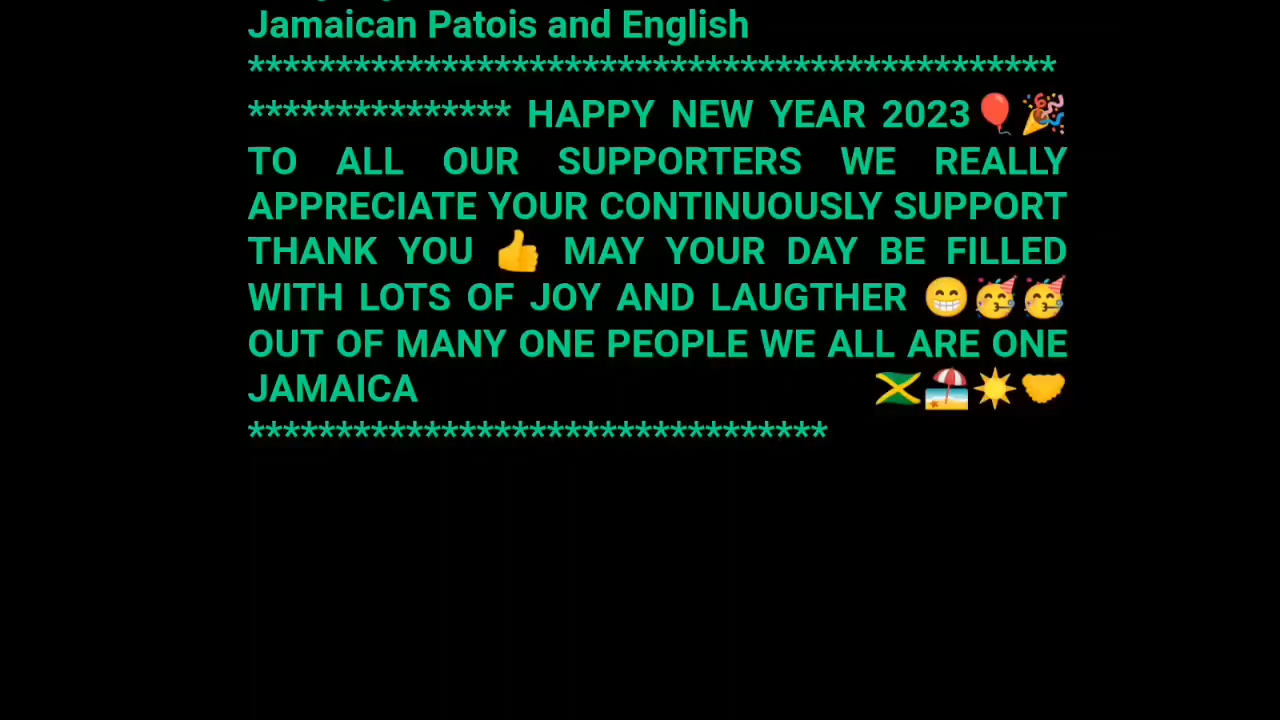 Jamaican Patois and English
**********************************************
*************** HAPPY NEW YEAR 2023🎈🎉
TO ALL OUR SUPPORTERS WE REALLY
APPRECIATE YOUR CONTINUOUSLY SUPPORT
THANK YOU 👍 MAY YOUR DAY BE FILLED
WITH LOTS OF JOY AND LAUGTHER 😁🥳🥳
OUT OF MANY ONE PEOPLE WE ALL ARE ONE
JAMAICA 🇯🇲🏖☀🤝
*********************************